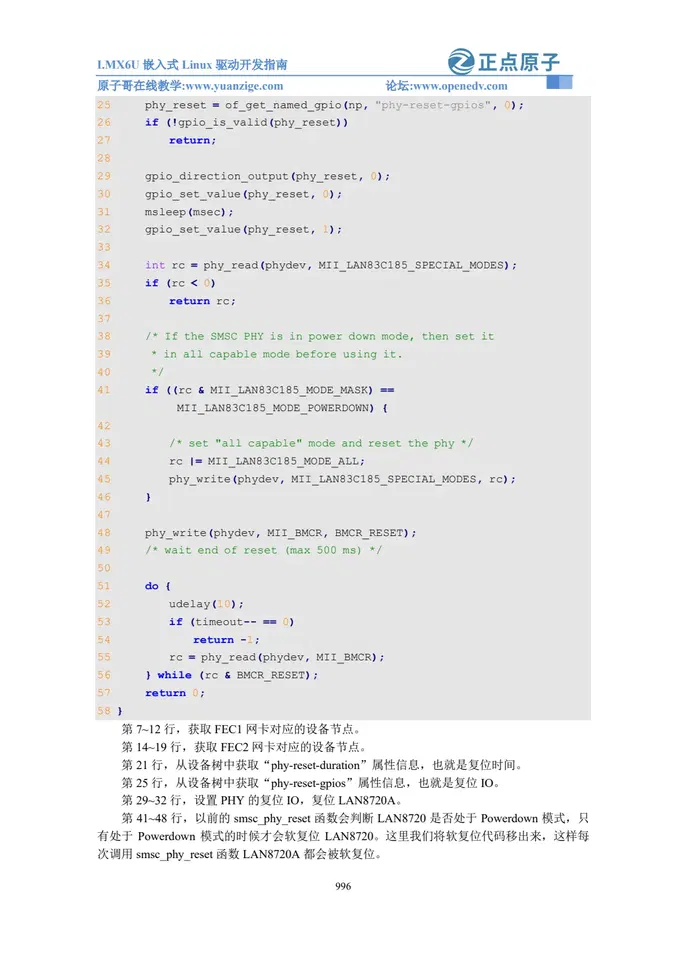 I.MX6U 嵌入式 Linux 驱动开发指南
正点原子
原子哥在线教学:www.yuanzige.com 论坛:www.openedv.com
25 phy_reset = of_get_named_gpio(np, "phy-reset-gpios", 0);
26 if (!gpio_is_valid(phy_reset))
27 return;
28
29 gpio_direction_output(phy_reset, 0);
30 gpio_set_value(phy_reset, 0);
31 msleep(msec);
32 gpio_set_value(phy_reset, 1);
33
34 int rc = phy_read(phydev, MII_LAN83C185_SPECIAL_MODES);
35 if (rc < 0)
36 return rc;
37
38 /* If the SMSC PHY is in power down mode, then set it
39 * in all capable mode before using it.
40 */
41 if ((rc & MII_LAN83C185_MODE_MASK) ==
MII_LAN83C185_MODE_POWERDOWN) {
42
43 /* set "all capable" mode and reset the phy */
44 rc |= MII_LAN83C185_MODE_ALL;
45 phy_write(phydev, MII_LAN83C185_SPECIAL_MODES, rc);
46 }
47
48 phy_write(phydev, MII_BMCR, BMCR_RESET);
49 /* wait end of reset (max 500 ms) */
50
51 do {
52 udelay(10);
53 if (timeout-- == 0)
54 return -1;
55 rc = phy_read(phydev, MII_BMCR);
56 } while (rc & BMCR_RESET);
57 return 0;
58 }
第 7~12 行，获取 FEC1 网卡对应的设备节点。
第 14~19 行，获取 FEC2 网卡对应的设备节点。
第 21 行，从设备树中获取“phy-reset-duration”属性信息，也就是复位时间。
第 25 行，从设备树中获取“phy-reset-gpios”属性信息，也就是复位 IO。
第 29~32 行，设置 PHY 的复位 IO，复位 LAN8720A。
第 41~48 行，以前的 smsc_phy_reset 函数会判断 LAN8720 是否处于 Powerdown 模式，只
有处于 Powerdown 模式的时候才会软复位 LAN8720。这里我们将软复位代码移出来，这样每
次调用 smsc_phy_reset 函数 LAN8720A 都会被软复位。
996